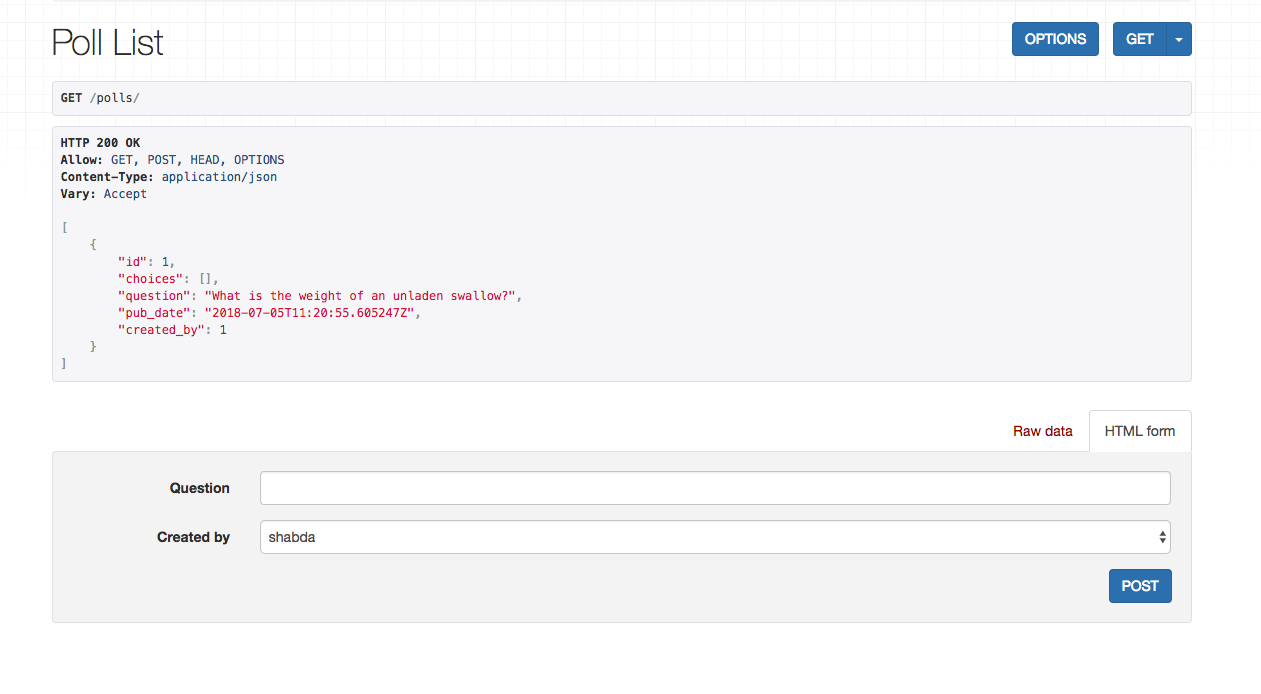 Poll List
OPTIONS
GET
GET /polls/
HTTP 200 OK
Allow: GET, POST, HEAD, OPTIONS
Content-Type: application/json
Vary: Accept
[
    {
        "id": 1,
        "choices": [],
        "question": "What is the weight of an unladen swallow?",
        "pub_date": "2018-07-05T11:20:55.605247Z",
        "created_by": 1
    }
]
Raw data
HTML form
Question
Created by
shabda
POST